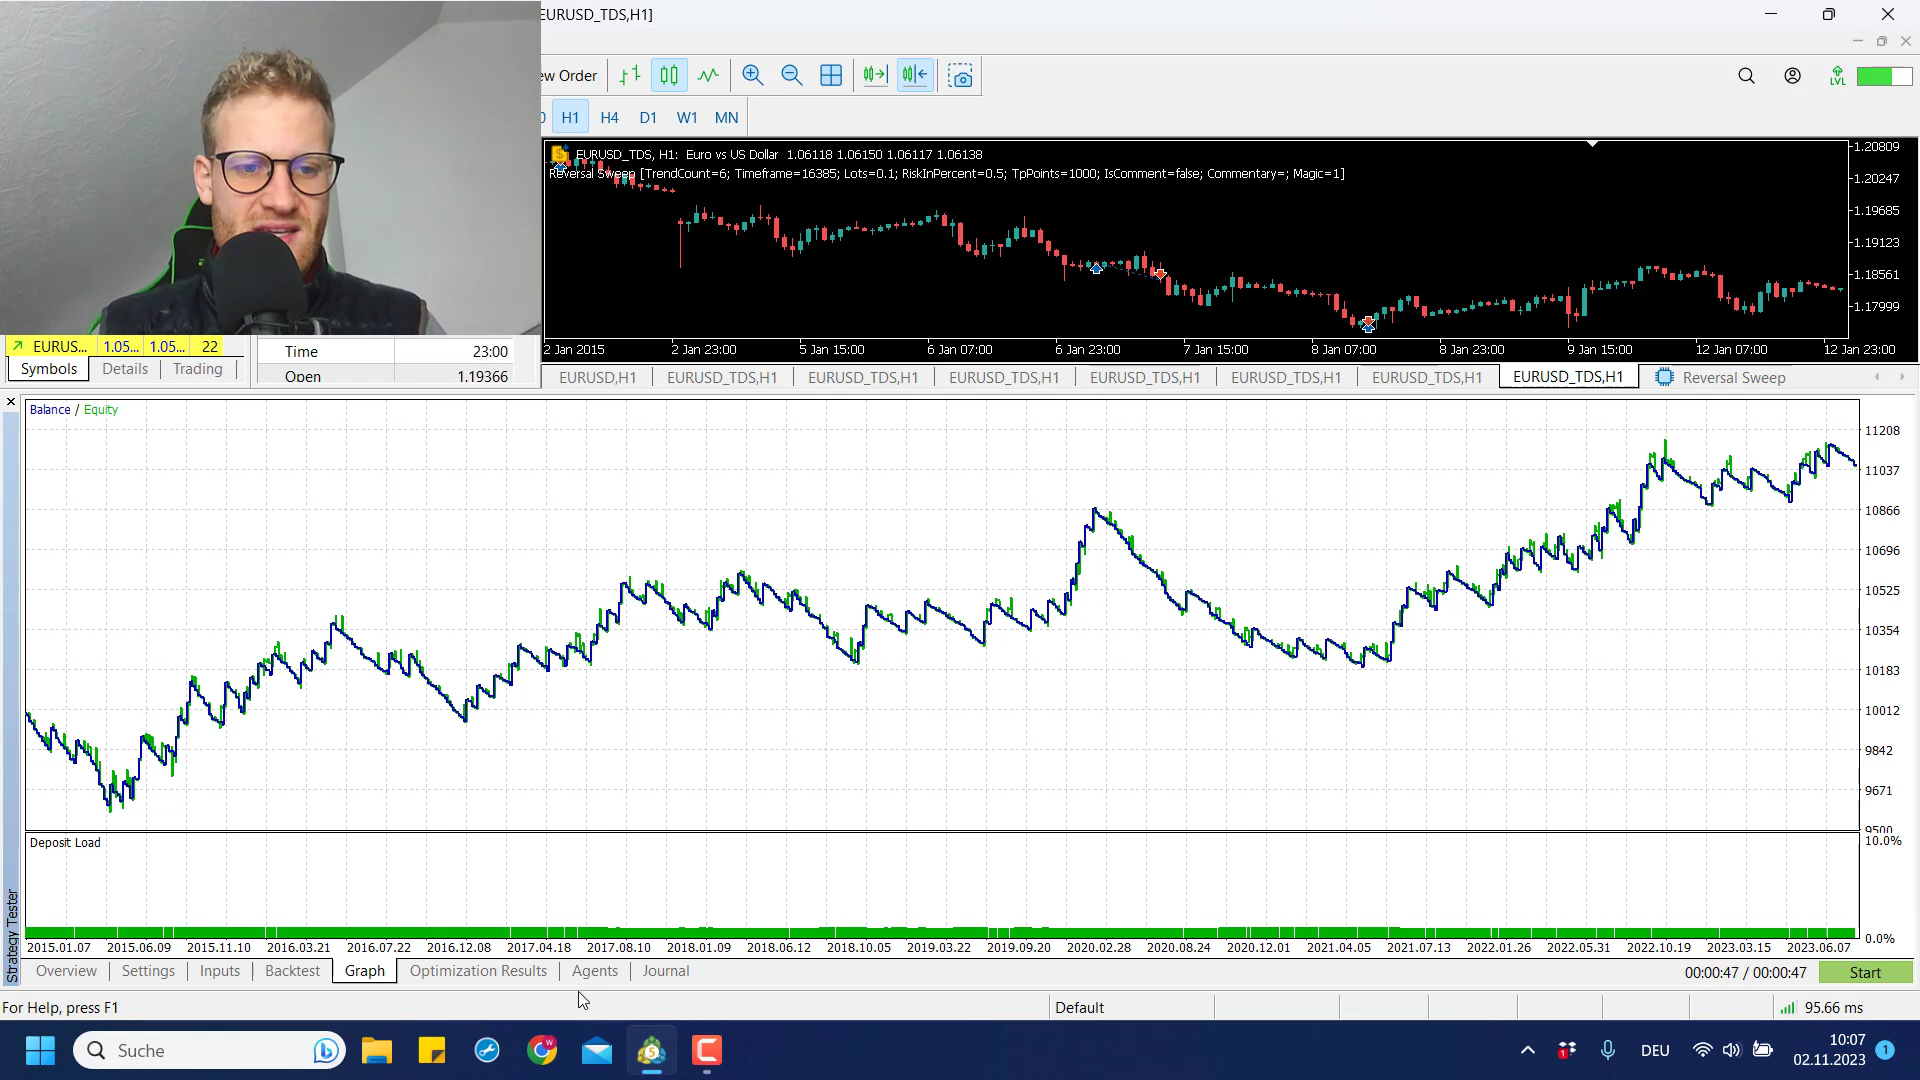 EURUSD_TDS,H1]
ew Order
H1 H4 D1 W1 MN
LVL
EURUSD_TDS, H1: Euro vs US Dollar 1.06118 1.06150 1.06117 1.06138
Reversal Sweep [TrendCount=6; Timeframe=16385; Lots=0.1; RiskInPercent=0.5; TpPoints=1000; IsComment=false; Commentary=; Magic=1]
1.20809
1.20247
1.19685
1.19123
1.18561
1.17999
2 Jan 2015 2 Jan 23:00 5 Jan 15:00 6 Jan 07:00 6 Jan 23:00 7 Jan 15:00 8 Jan 07:00 8 Jan 23:00 9 Jan 15:00 12 Jan 07:00 12 Jan 23:00
EURUS... 1.05... 1.05... 22
Symbols Details Trading
Time 23:00
Open 1.19366
EURUSD,H1 EURUSD_TDS,H1 EURUSD_TDS,H1 EURUSD_TDS,H1 EURUSD_TDS,H1 EURUSD_TDS,H1 EURUSD_TDS,H1 EURUSD_TDS,H1 Reversal Sweep
Balance / Equity
11208
11037
10866
10696
10525
10354
10183
10012
9842
9671
9500
Deposit Load
10.0%
0.0%
2015.01.07 2015.06.09 2015.11.10 2016.03.21 2016.07.22 2016.12.08 2017.04.18 2017.08.10 2018.01.09 2018.06.12 2018.10.05 2019.03.22 2019.09.20 2020.02.28 2020.08.24 2020.12.01 2021.04.05 2021.07.13 2022.01.26 2022.05.31 2022.10.19 2023.03.15 2023.06.07
Strategy Tester
Overview Settings Inputs Backtest Graph Optimization Results Agents Journal
00:00:47 / 00:00:47 Start
For Help, press F1
Default
95.66 ms
Suche
DEU
10:07
02.11.2023
1